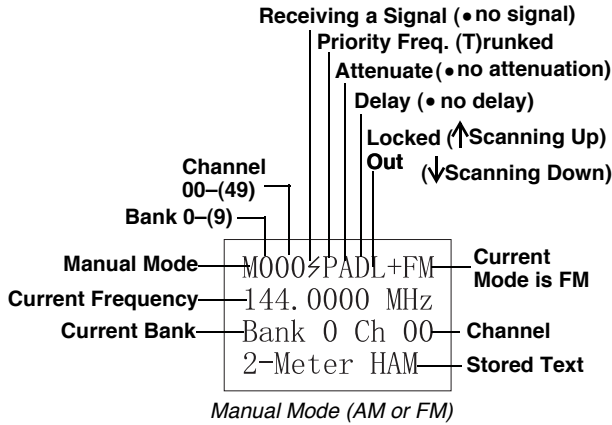 Receiving a Signal (● no signal)
Priority Freq. (T)runked
Attenuate (● no attenuation)
Delay (● no delay)
Locked Out (↑Scanning Up)
(↓Scanning Down)
Channel
00–(49)
Bank 0–(9)
Manual Mode
M000⚡PADL+FM
Current
Mode is FM
Current Frequency
144.0000 MHz
Current Bank
Bank 0 Ch 00
Channel
2-Meter HAM
Stored Text
Manual Mode (AM or FM)